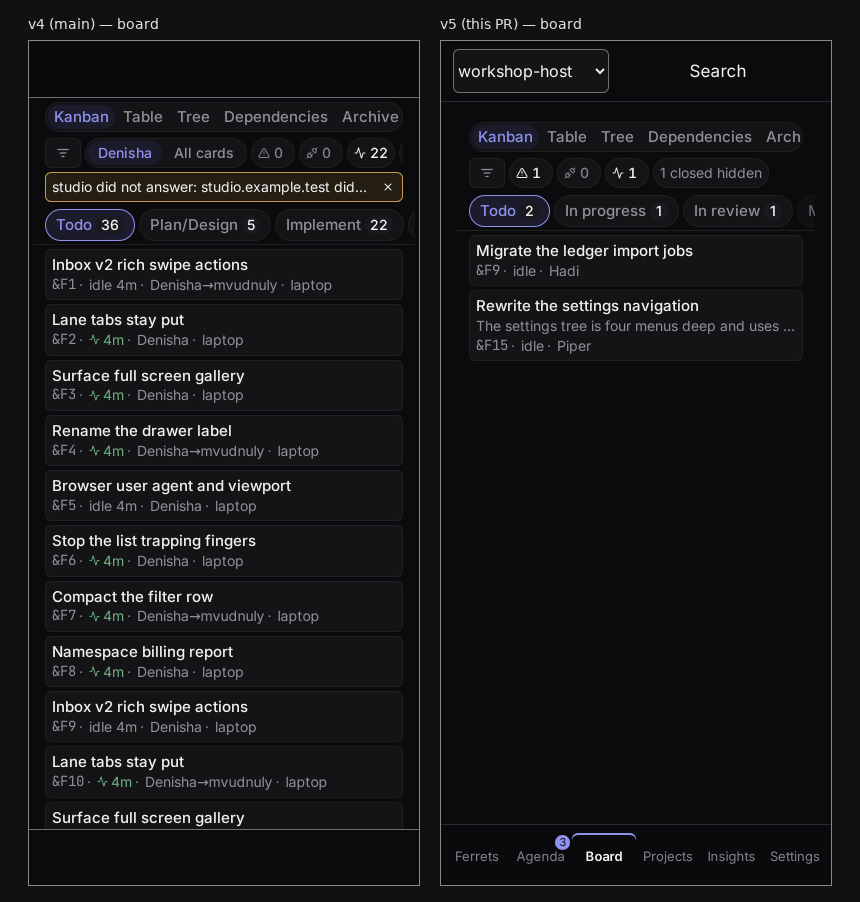 v4 (main) — board
Kanban Table Tree Dependencies Archive
Denisha All cards 0 0 22
studio did not answer: studio.example.test did... ×
Todo 36 Plan/Design 5 Implement 22
Inbox v2 rich swipe actions
&F1 · idle 4m · Denisha→mvudnuly · laptop
Lane tabs stay put
&F2 · 4m · Denisha · laptop
Surface full screen gallery
&F3 · 4m · Denisha · laptop
Rename the drawer label
&F4 · 4m · Denisha→mvudnuly · laptop
Browser user agent and viewport
&F5 · idle 4m · Denisha · laptop
Stop the list trapping fingers
&F6 · 4m · Denisha · laptop
Compact the filter row
&F7 · 4m · Denisha→mvudnuly · laptop
Namespace billing report
&F8 · 4m · Denisha · laptop
Inbox v2 rich swipe actions
&F9 · idle 4m · Denisha · laptop
Lane tabs stay put
&F10 · 4m · Denisha→mvudnuly · laptop
Surface full screen gallery
v5 (this PR) — board
workshop-host Search
Kanban Table Tree Dependencies Arch
1 0 1 1 closed hidden
Todo 2 In progress 1 In review 1
Migrate the ledger import jobs
&F9 · idle · Hadi
Rewrite the settings navigation
The settings tree is four menus deep and uses ...
&F15 · idle · Piper
3
Ferrets Agenda Board Projects Insights Settings